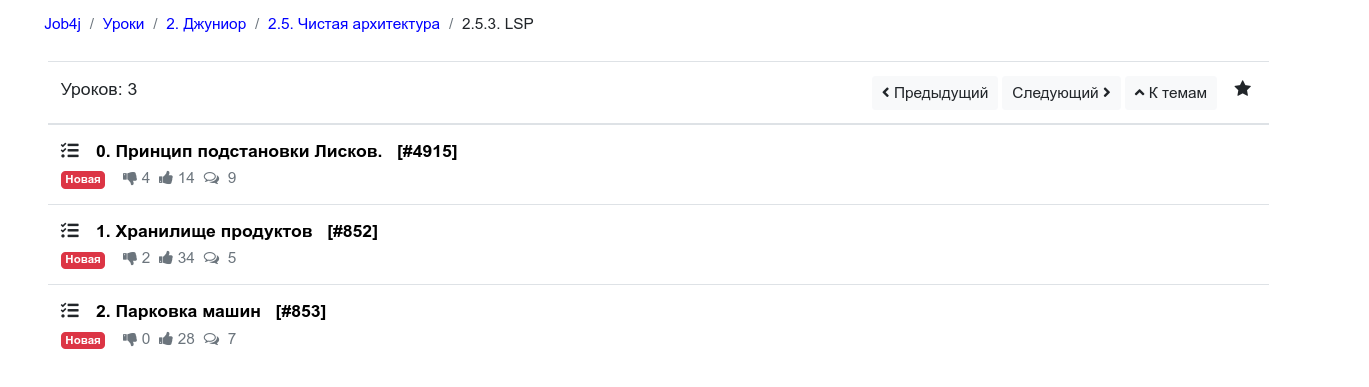 Job4j / Уроки / 2. Джуниор / 2.5. Чистая архитектура / 2.5.3. LSP
Уроков: 3 Предыдущий Следующий К темам
0. Принцип подстановки Лисков. [#4915]
Новая 4 14 9
1. Хранилище продуктов [#852]
Новая 2 34 5
2. Парковка машин [#853]
Новая 0 28 7